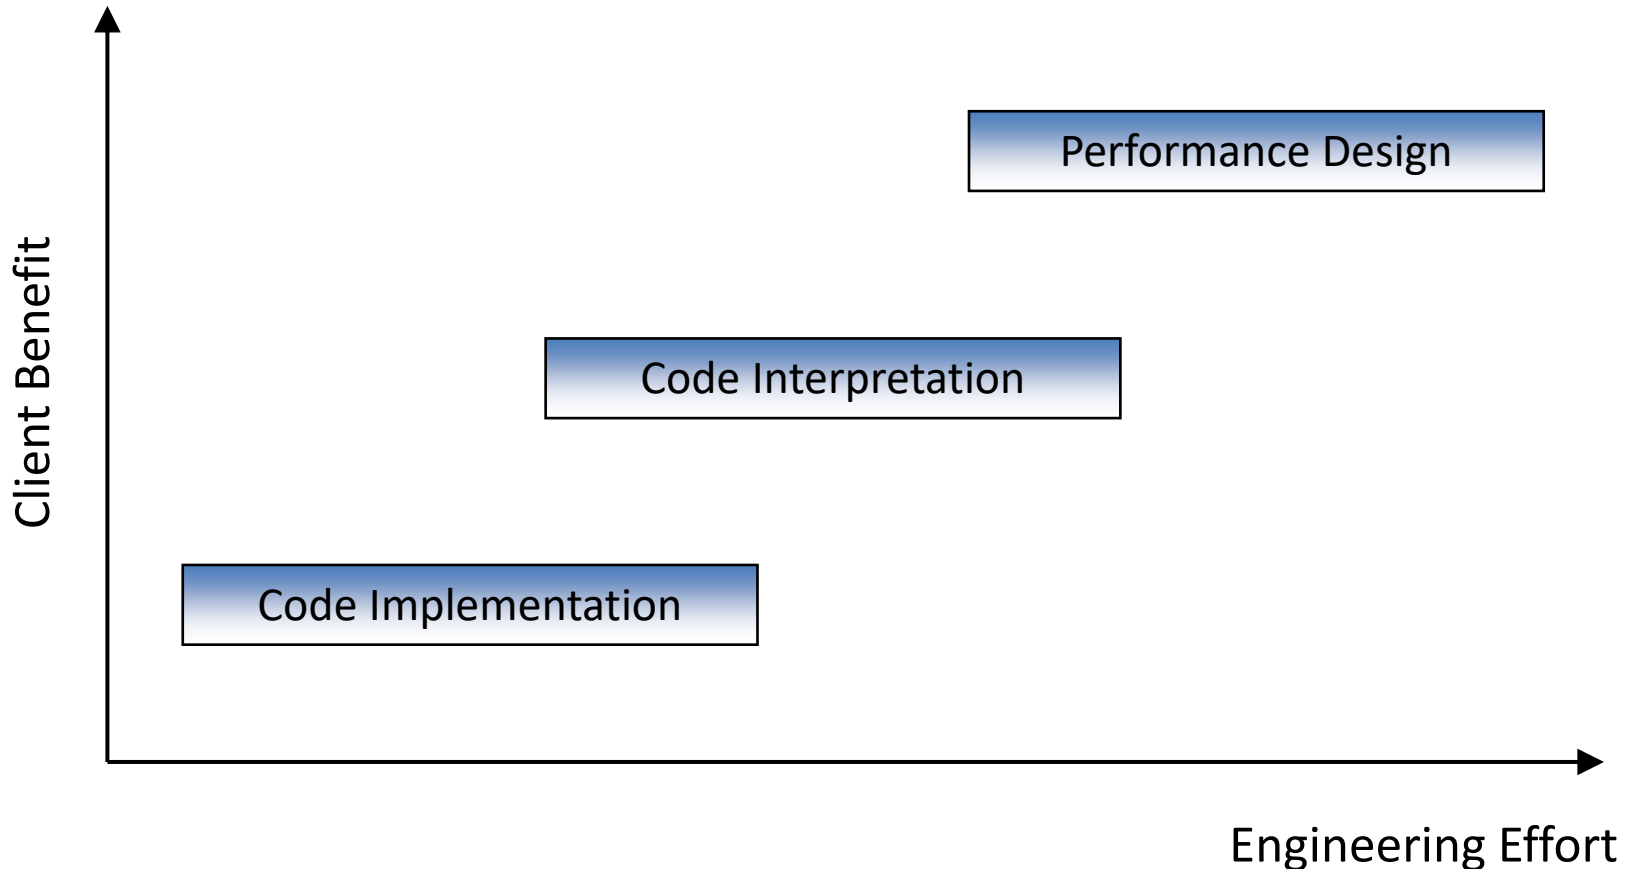 Performance Design
Client Benefit
Code Interpretation
Code Implementation
Engineering Effort